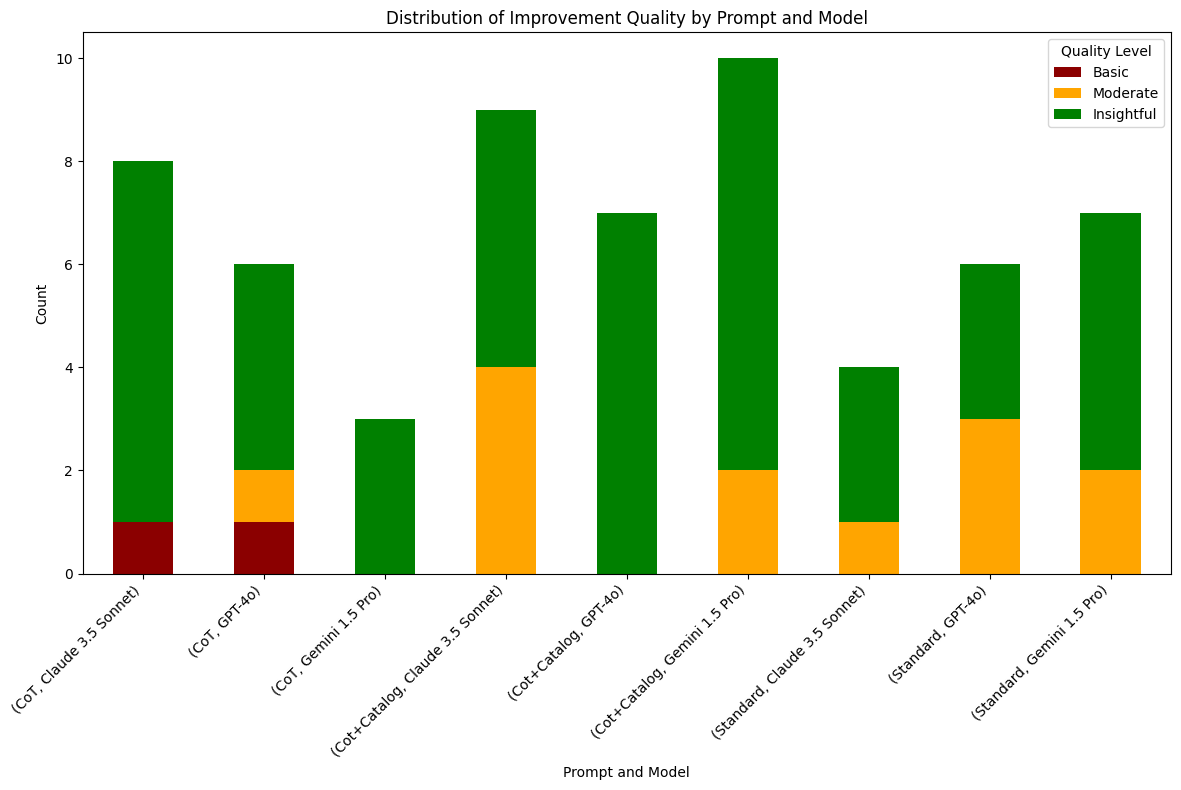 Distribution of Improvement Quality by Prompt and Model
Quality Level
Basic
Moderate
Insightful
Count
10
8
6
4
2
0
(CoT, Claude 3.5 Sonnet)
(CoT, GPT-4o)
(CoT, Gemini 1.5 Pro)
(Cot+Catalog, Claude 3.5 Sonnet)
(Cot+Catalog, GPT-4o)
(Cot+Catalog, Gemini 1.5 Pro)
(Standard, Claude 3.5 Sonnet)
(Standard, GPT-4o)
(Standard, Gemini 1.5 Pro)
Prompt and Model